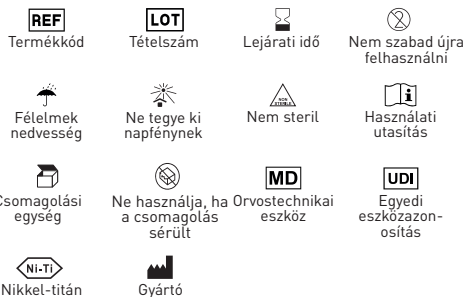 REF
LOT
Termékkód
Tételszám
Lejárati idő
Nem szabad újra
felhasználni
NON
STERILE
Félelmek
nedvesség
Ne tegye ki
napfénynek
Nem steril
Használati
utasítás
MD
UDI
Csomagolási
egység
Ne használja, ha
a csomagolás
sérült
Orvostechnikai
eszköz
Egyedi
eszközazon-
osítás
Ni-Ti
Nikkel-titán
Gyártó